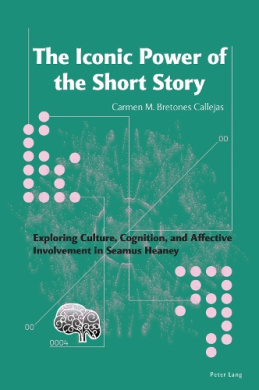 The Iconic Power of
the Short Story
Carmen M. Bretones Callejas
00
Exploring Culture, Cognition, and Affective
Involvement in Seamus Heaney
00
0004
Peter Lang